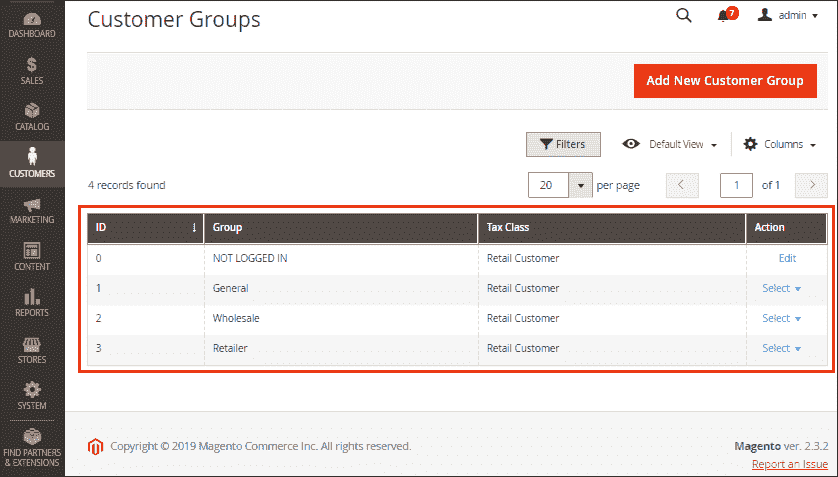 Customer Groups
7
admin
DASHBOARD
SALES
CATALOG
CUSTOMERS
MARKETING
CONTENT
REPORTS
STORES
SYSTEM
FIND PARTNERS
& EXTENSIONS
Add New Customer Group
Filters
Default View
Columns
4 records found
20 per page
1 of 1
ID Group Tax Class Action
0 NOT LOGGED IN Retail Customer Edit
1 General Retail Customer Select
2 Wholesale Retail Customer Select
3 Retailer Retail Customer Select
Copyright © 2019 Magento Commerce Inc. All rights reserved.
Magento ver. 2.3.2
Report an Issue